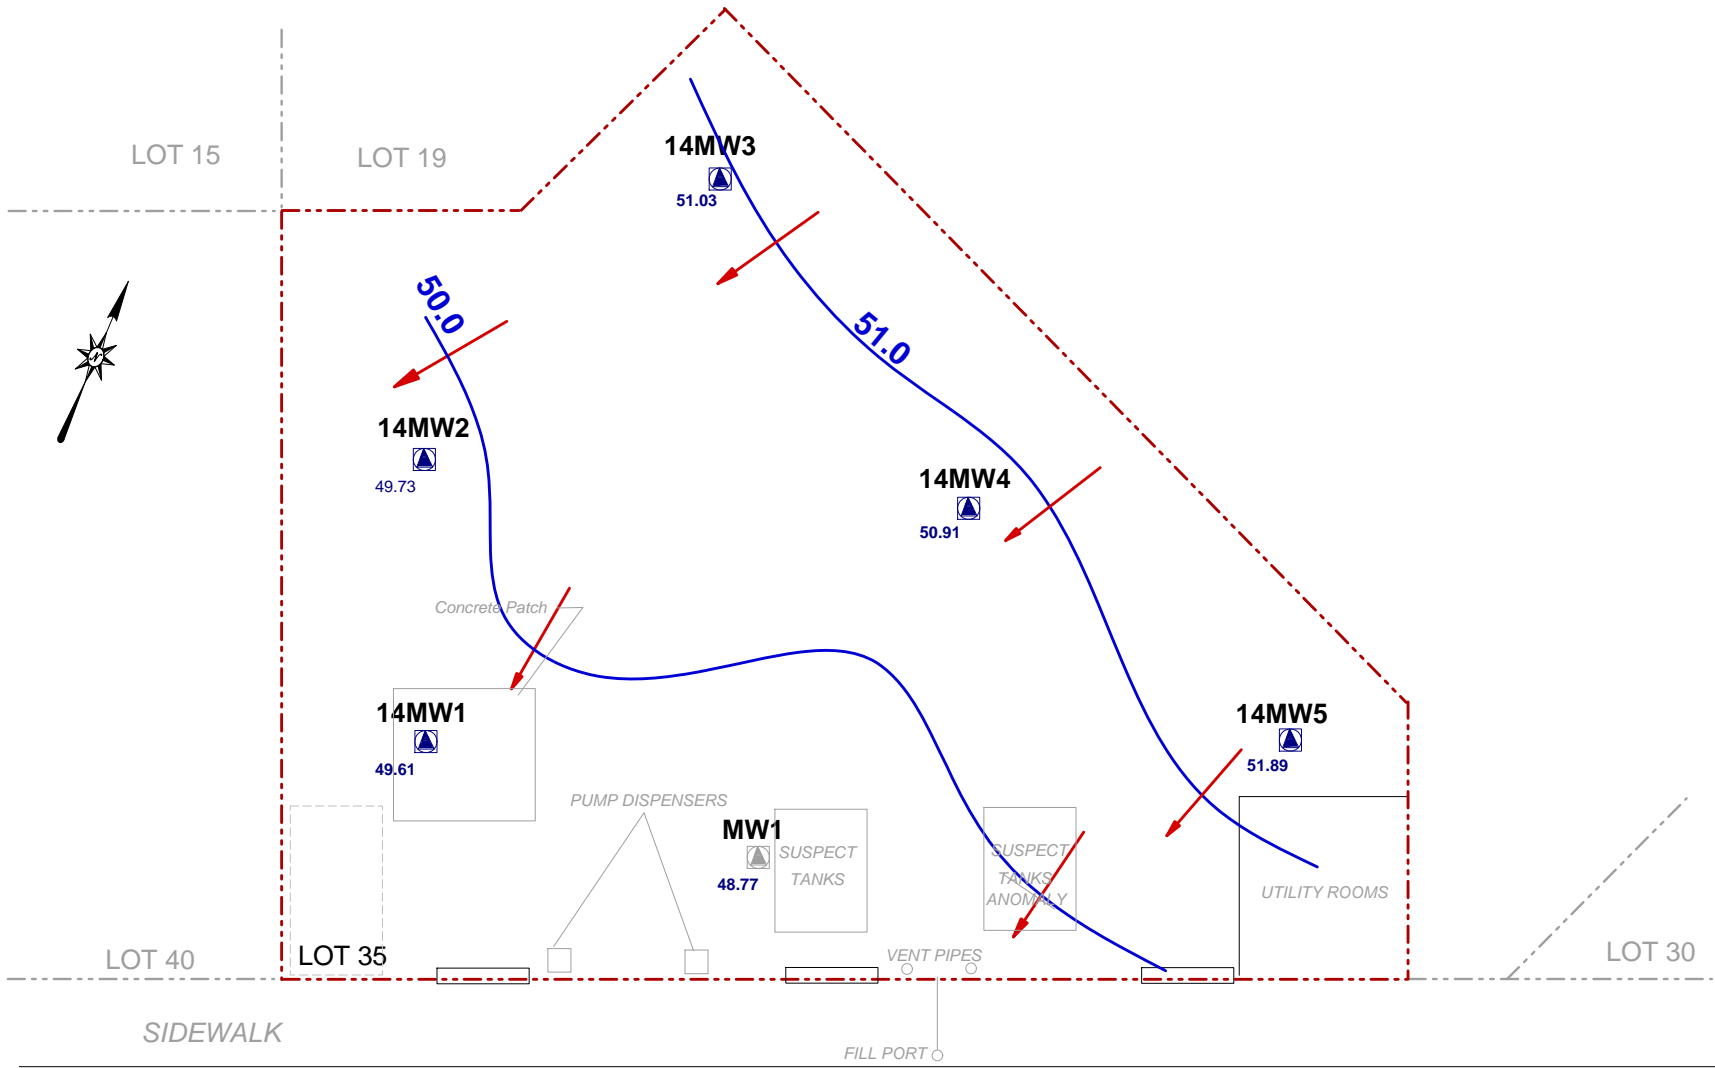 14MW3
LOT 15
LOT 19
51.03
50.0
51.0
N
14MW2
49.73
14MW4
50.91
Concrete Patch
14MW1
49.61
14MW5
51.89
PUMP DISPENSERS
MW1
48.77
SUSPECT
TANKS
SUSPECT
TANKS
ANOMALY
UTILITY ROOMS
LOT 40
LOT 35
VENT PIPES
LOT 30
SIDEWALK
FILL PORT